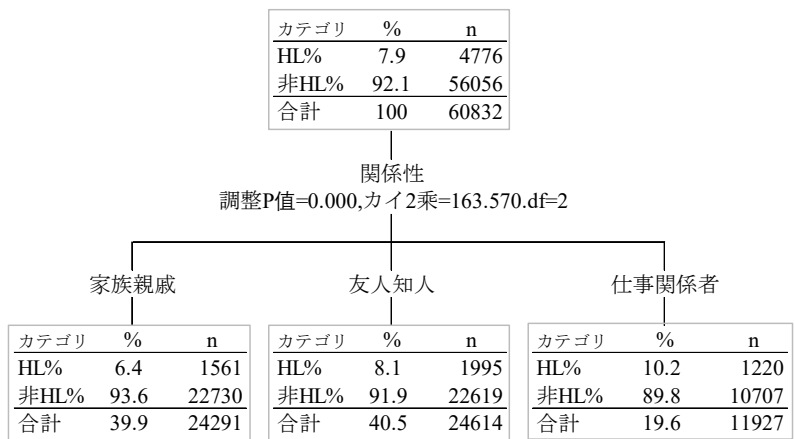 カテゴリ % n
HL% 7.9 4776
非HL% 92.1 56056
合計 100 60832
関係性
調整P値=0.000,カイ2乗=163.570.df=2
家族親戚
カテゴリ % n
HL% 6.4 1561
非HL% 93.6 22730
合計 39.9 24291
友人知人
カテゴリ % n
HL% 8.1 1995
非HL% 91.9 22619
合計 40.5 24614
仕事関係者
カテゴリ % n
HL% 10.2 1220
非HL% 89.8 10707
合計 19.6 11927